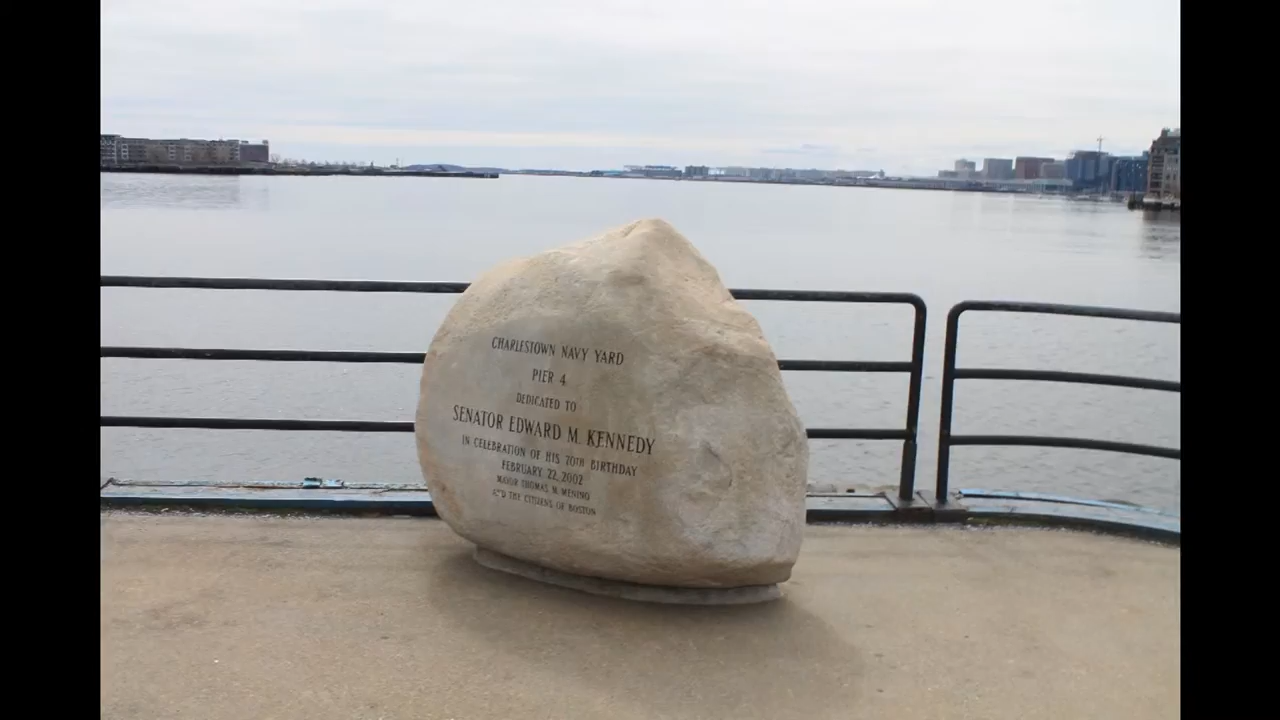 CHARLESTOWN NAVY YARD
PIER 4
DEDICATED TO
SENATOR EDWARD M. KENNEDY
IN CELEBRATION OF HIS 70TH BIRTHDAY
FEBRUARY 22, 2002
MAYOR THOMAS M. MENINO
AND THE CITIZENS OF BOSTON